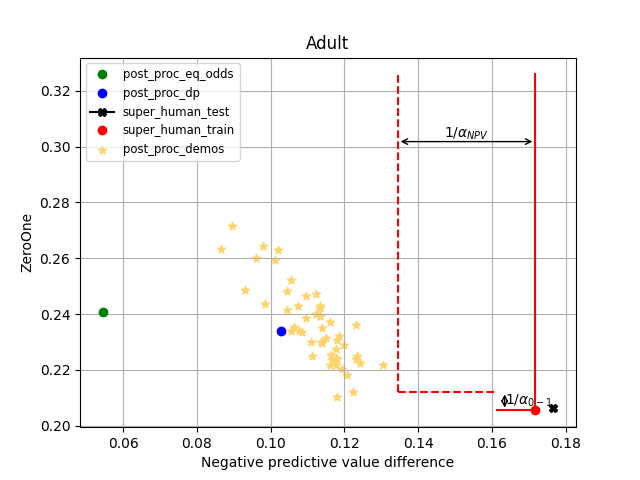 Adult
post_proc_eq_odds
post_proc_dp
super_human_test
super_human_train
post_proc_demos
1/α_NPV
1/α_{0−1}
ZeroOne
0.32
0.30
0.28
0.26
0.24
0.22
0.20
0.06 0.08 0.10 0.12 0.14 0.16 0.18
Negative predictive value difference